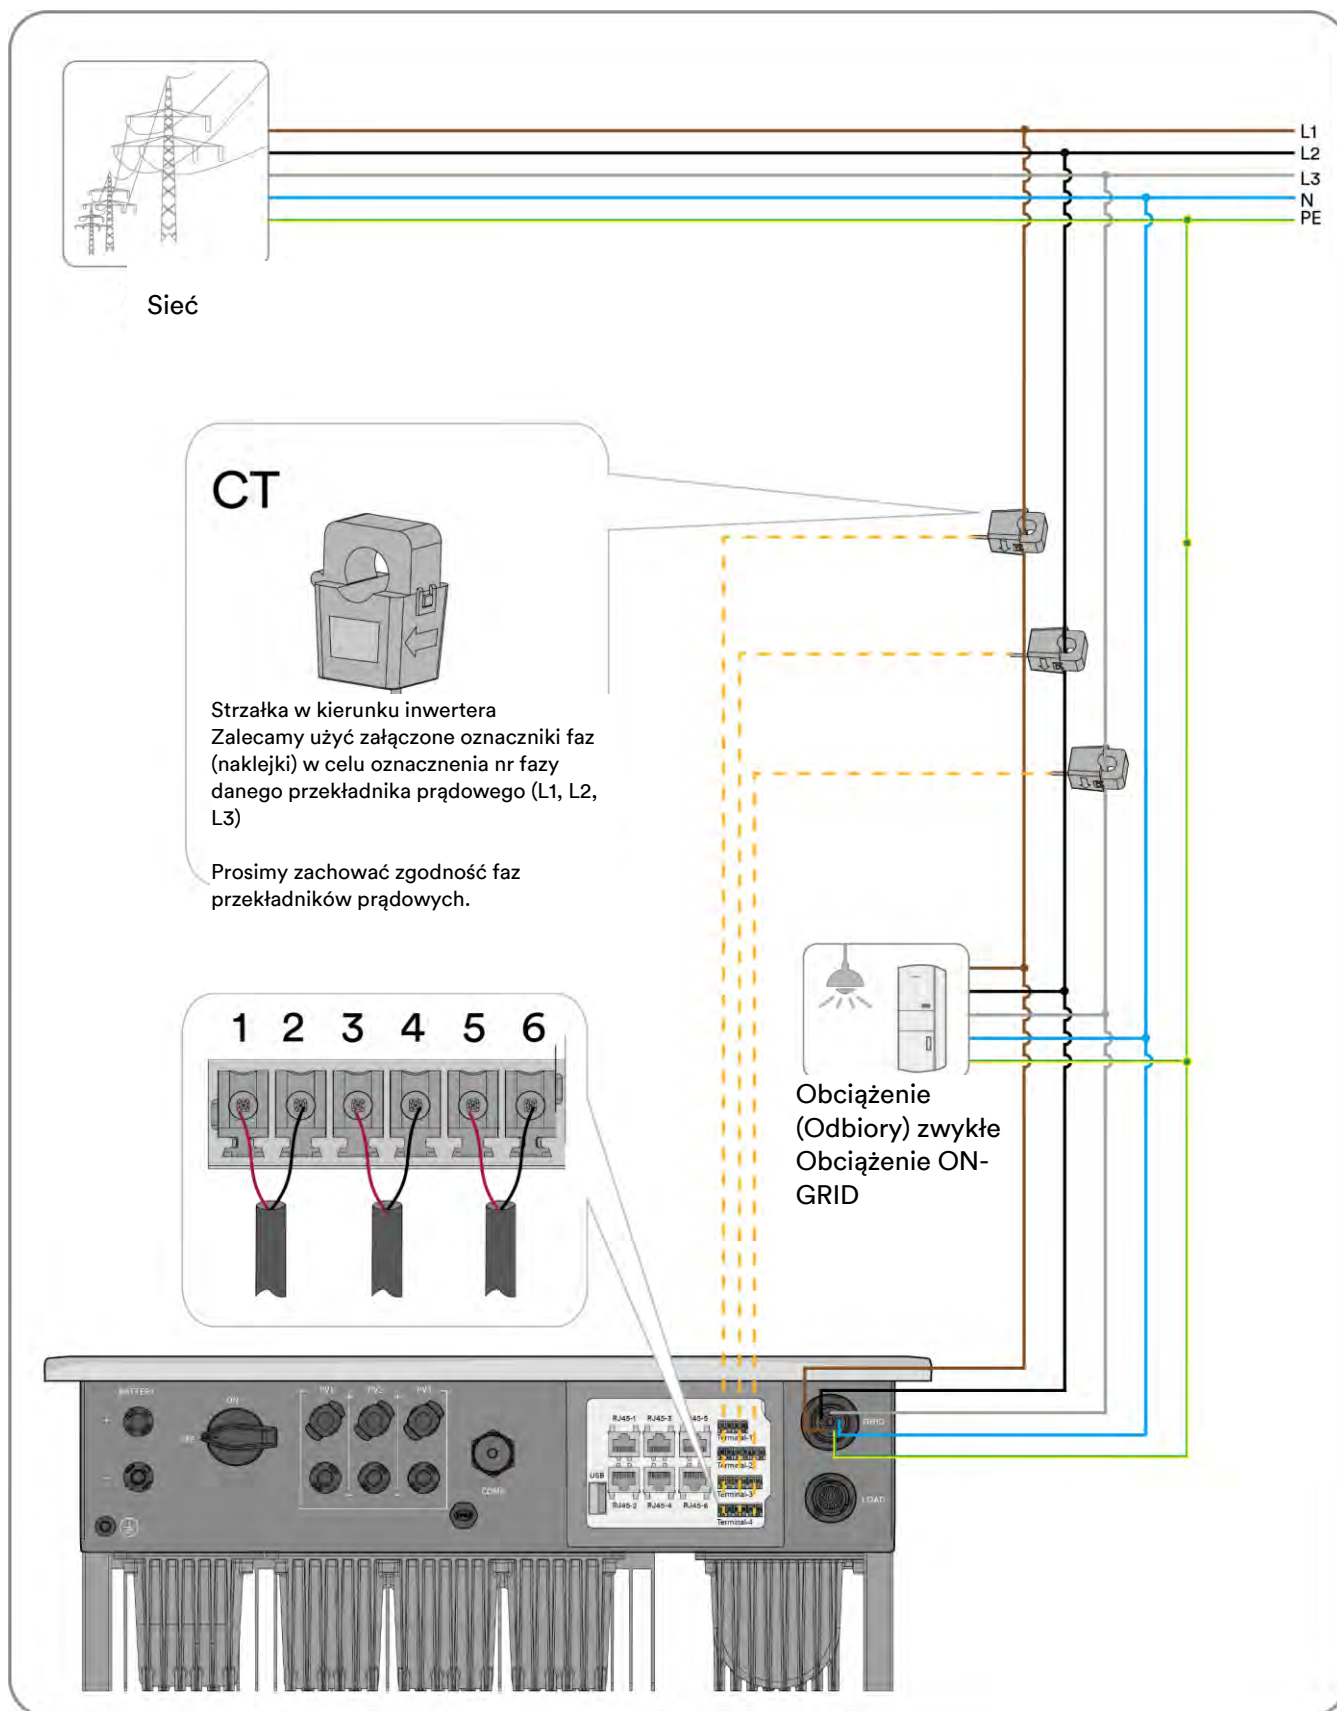 L1
L2
L3
N
PE
Sieć
CT
Strzałka w kierunku inwertera
Zalecamy użyć załączone oznaczniki faz
(naklejki) w celu oznacznenia nr fazy
danego przekładnika prądowego (L1, L2,
L3)
Prosimy zachować zgodność faz
przekładników prądowych.
1 2 3 4 5 6
Obciążenie
(Odbiory) zwykłe
Obciążenie ON-
GRID
BATTERY
ON
OFF
PV1
PV2
PV3
COM
RJ45-1
RJ45-3
J45-5
Terminal-1
Terminal-2
USB
Terminal-3
RJ45-2
RJ45-4
RJ45-6
Terminal-4
GRID
LOAD